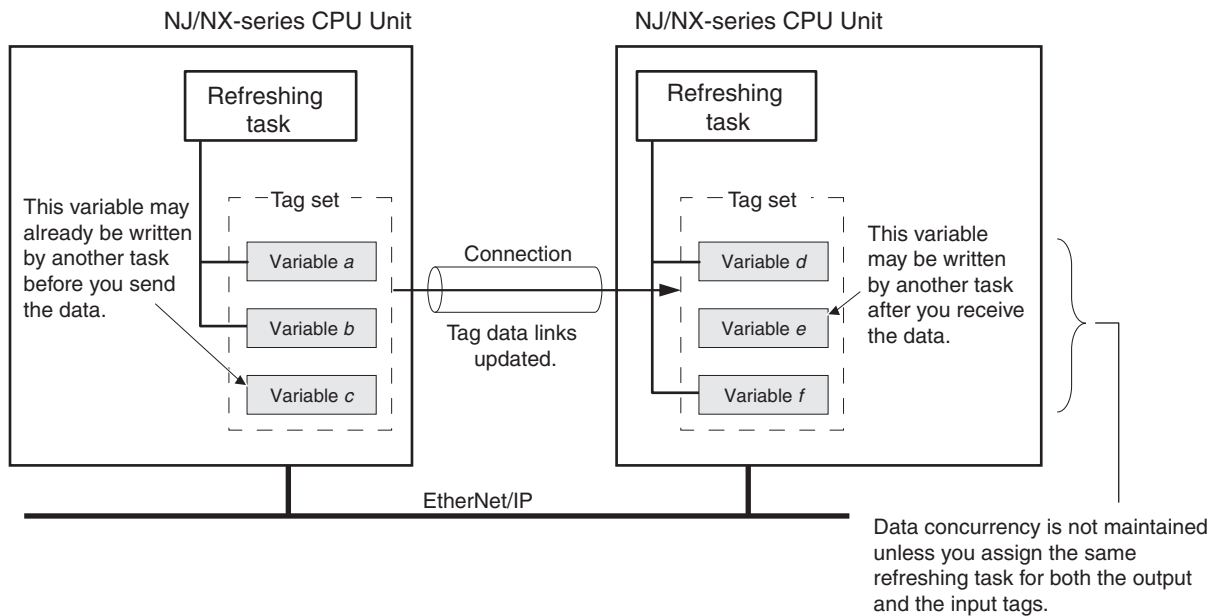 NJ/NX-series CPU Unit
NJ/NX-series CPU Unit
Refreshing
task
Refreshing
task
This variable may
already be written
by another task
before you send
the data.
Tag set
Variable a
Variable b
Variable c
Connection
Tag data links
updated.
Tag set
Variable d
Variable e
Variable f
This variable
may be written
by another task
after you receive
the data.
EtherNet/IP
Data concurrency is not maintained
unless you assign the same
refreshing task for both the output
and the input tags.